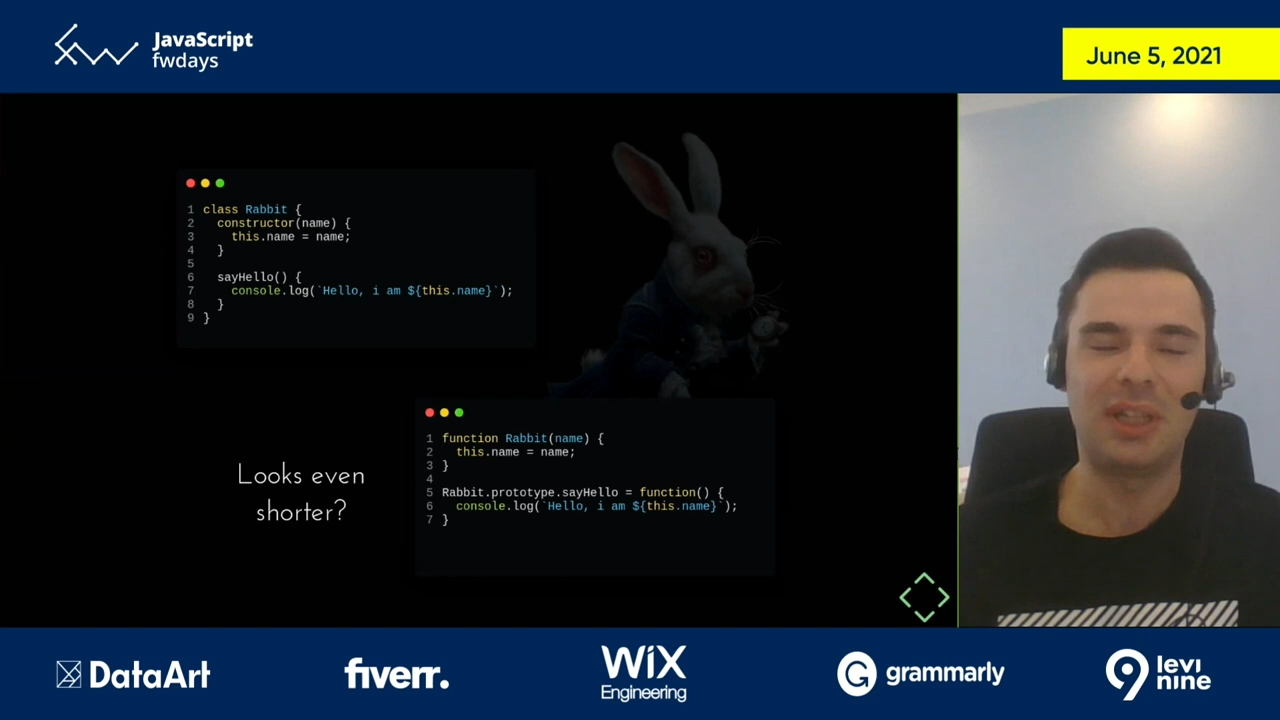 JavaScript
fwdays
June 5, 2021
1 class Rabbit {
2 constructor(name) {
3 this.name = name;
4 }
5
6 sayHello() {
7 console.log(`Hello, i am ${this.name}`);
8 }
9 }
Looks even
shorter?
1 function Rabbit(name) {
2 this.name = name;
3 }
4
5 Rabbit.prototype.sayHello = function() {
6 console.log(`Hello, i am ${this.name}`);
7 }
DataArt
fiverr.
WiX
Engineering
grammarly
9 levi
nine